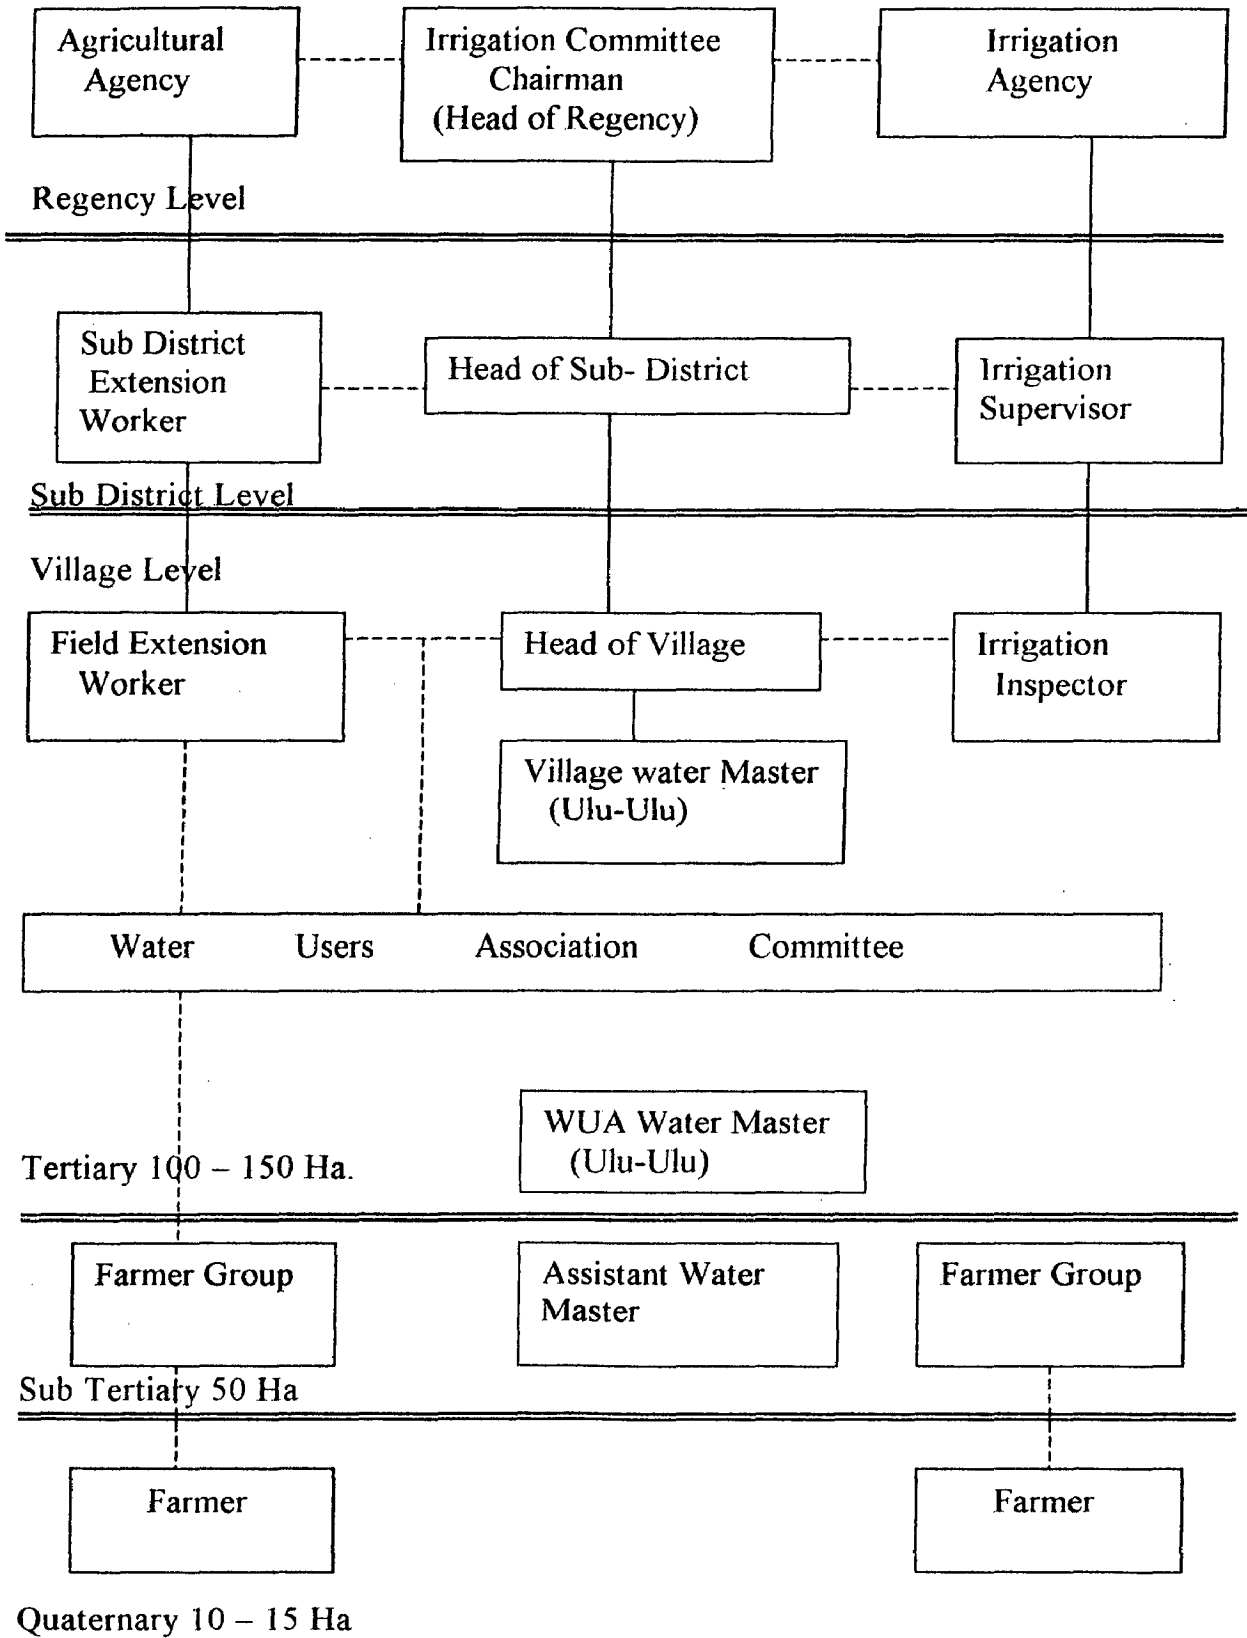 Agricultural
Agency
Irrigation Committee
Chairman
(Head of Regency)
Irrigation
Agency
Regency Level
Sub District
Extension
Worker
Head of Sub- District
Irrigation
Supervisor
Sub District Level
Village Level
Field Extension
Worker
Head of Village
Irrigation
Inspector
Village water Master
(Ulu-Ulu)
Water Users Association Committee
WUA Water Master
(Ulu-Ulu)
Tertiary 100 – 150 Ha.
Farmer Group
Assistant Water
Master
Farmer Group
Sub Tertiary 50 Ha
Farmer
Farmer
Quaternary 10 – 15 Ha